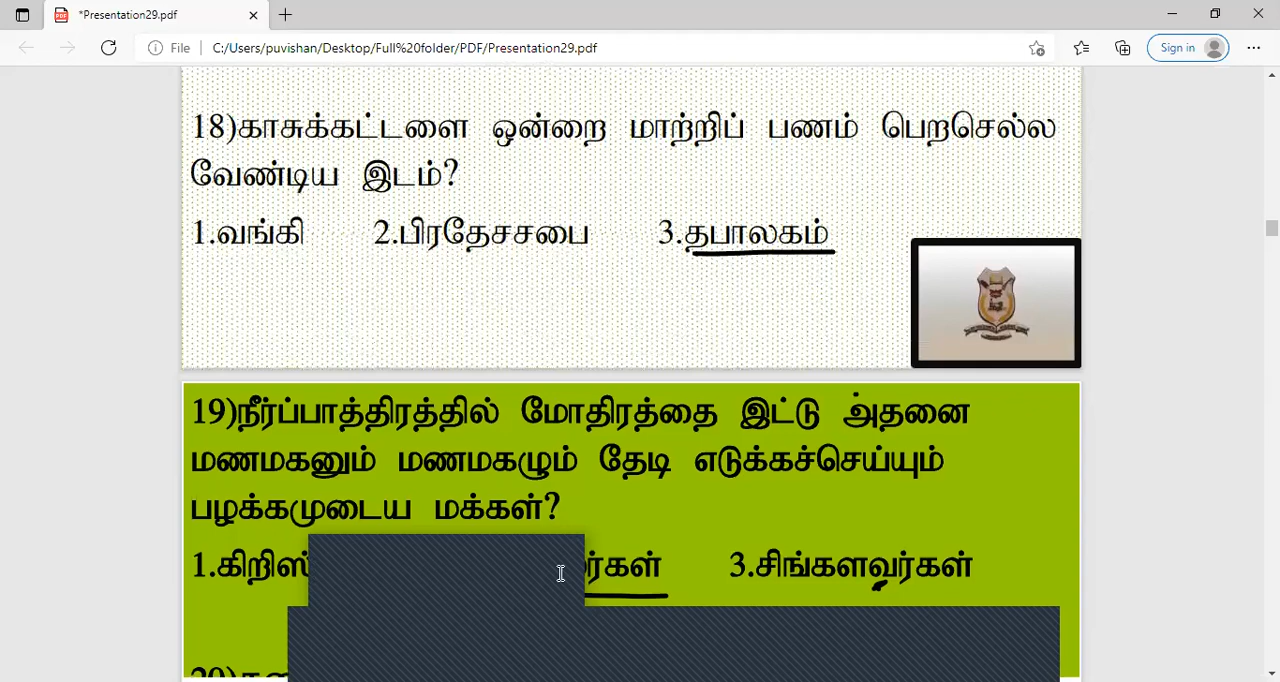 *Presentation29.pdf
File C:/Users/puvishan/Desktop/Full%20folder/PDF/Presentation29.pdf Sign in
18)காசுக்கட்டளை ஒன்றை மாற்றிப் பணம் பெறசெல்ல
வேண்டிய இடம்?
1.வங்கி 2.பிரதேசசபை 3.தபாலகம்
19)நீர்ப்பாத்திரத்தில் மோதிரத்தை இட்டு அதனை
மணமகனும் மணமகழும் தேடி எடுக்கச்செய்யும்
பழக்கமுடைய மக்கள்?
3.சிங்களவர்கள்